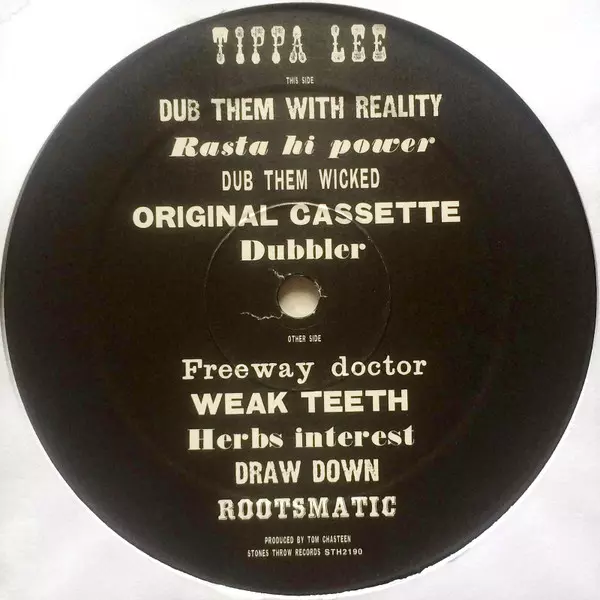 TIPPA LEE
THIS SIDE
DUB THEM WITH REALITY
Rasta hi power
DUB THEM WICKED
ORIGINAL CASSETTE
Dubbler
OTHER SIDE
Freeway doctor
WEAK TEETH
Herbs interest
DRAW DOWN
ROOTSMATIC
PRODUCED BY TOM CHASTEEN
STONES THROW RECORDS STH2190